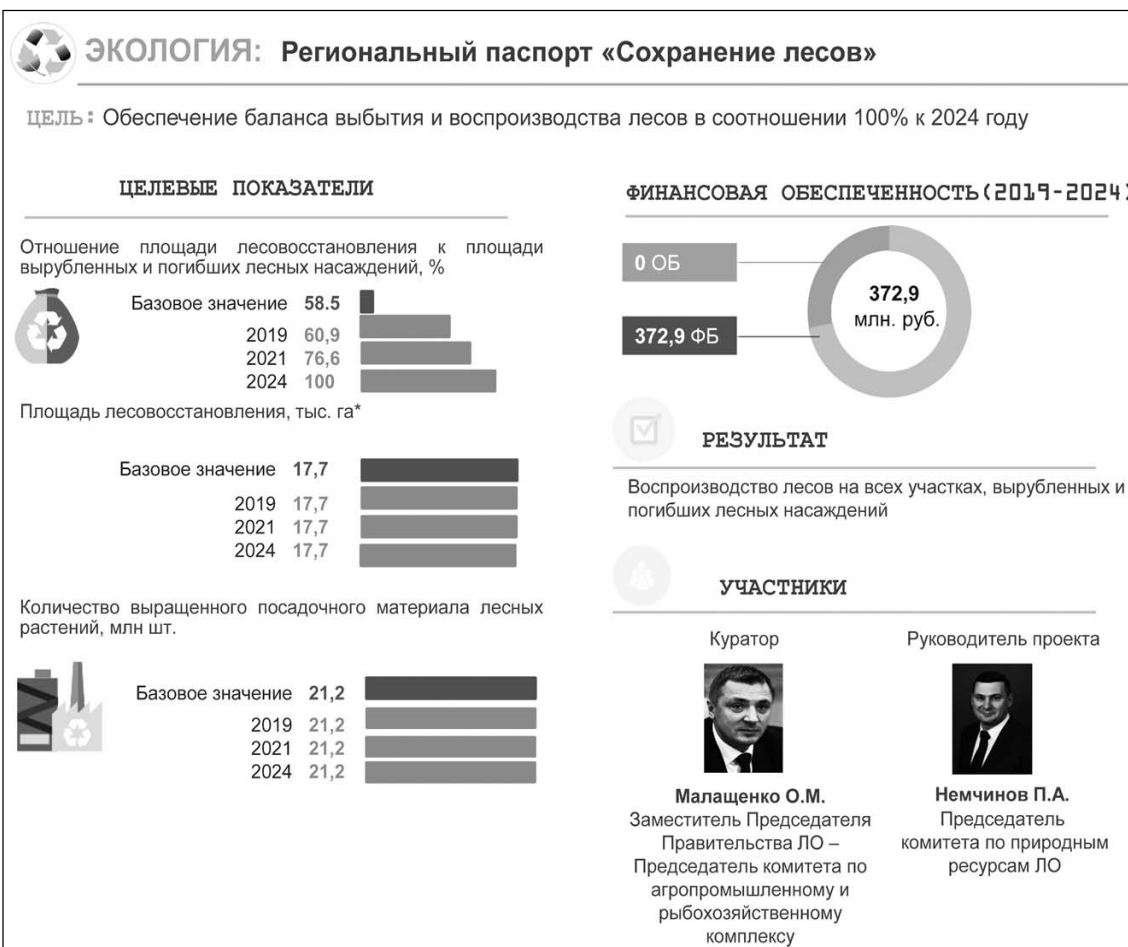 ЭКОЛОГИЯ: Региональный паспорт «Сохранение лесов»
ЦЕЛЬ: Обеспечение баланса выбытия и воспроизводства лесов в соотношении 100% к 2024 году
ЦЕЛЕВЫЕ ПОКАЗАТЕЛИ
Отношение площади лесовосстановления к площади
вырубленных и погибших лесных насаждений, %
Базовое значение 58.5
2019 60,9
2021 76,6
2024 100
Площадь лесовосстановления, тыс. га*
Базовое значение 17,7
2019 17,7
2021 17,7
2024 17,7
Количество выращенного посадочного материала лесных
растений, млн шт.
Базовое значение 21,2
2019 21,2
2021 21,2
2024 21,2
ФИНАНСОВАЯ ОБЕСПЕЧЕННОСТЬ(2019-2024)
0 ОБ
372,9 ФБ
372,9
млн. руб.
РЕЗУЛЬТАТ
Воспроизводство лесов на всех участках, вырубленных и
погибших лесных насаждений
УЧАСТНИКИ
Куратор
Малащенко О.М.
Заместитель Председателя
Правительства ЛО –
Председатель комитета по
агропромышленному и
рыбохозяйственному
комплексу
Руководитель проекта
Немчинов П.А.
Председатель
комитета по природным
ресурсам ЛО